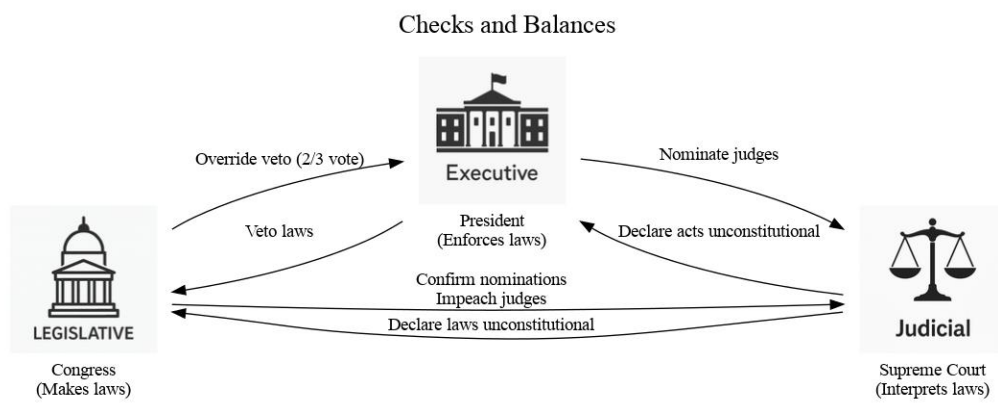 Checks and Balances
Executive
President
(Enforces laws)
Override veto (2/3 vote)
Nominate judges
Veto laws
Declare acts unconstitutional
Confirm nominations
Impeach judges
Declare laws unconstitutional
LEGISLATIVE
Congress
(Makes laws)
Judicial
Supreme Court
(Interprets laws)